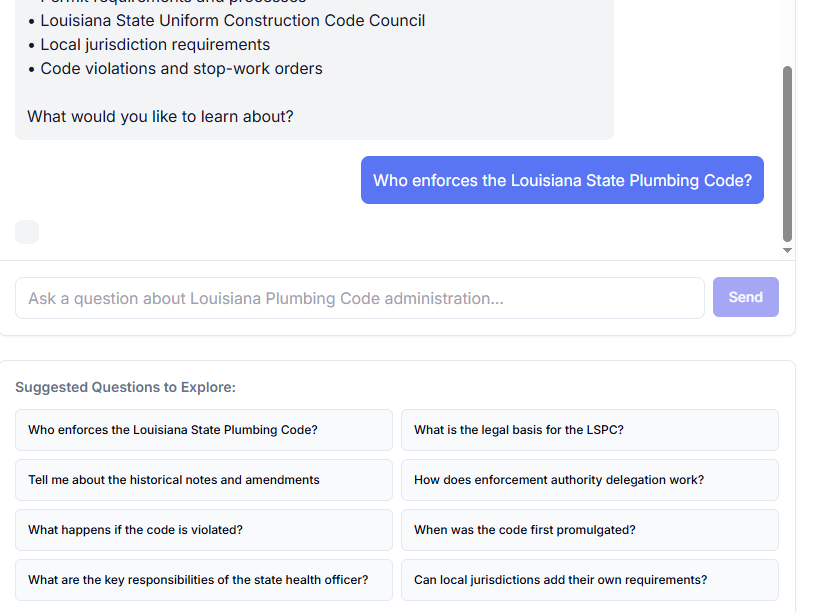 • Permit requirements and processes
• Louisiana State Uniform Construction Code Council
• Local jurisdiction requirements
• Code violations and stop-work orders
What would you like to learn about?
Who enforces the Louisiana State Plumbing Code?
Ask a question about Louisiana Plumbing Code administration...
Send
Suggested Questions to Explore:
Who enforces the Louisiana State Plumbing Code?
What is the legal basis for the LSPC?
Tell me about the historical notes and amendments
How does enforcement authority delegation work?
What happens if the code is violated?
When was the code first promulgated?
What are the key responsibilities of the state health officer?
Can local jurisdictions add their own requirements?